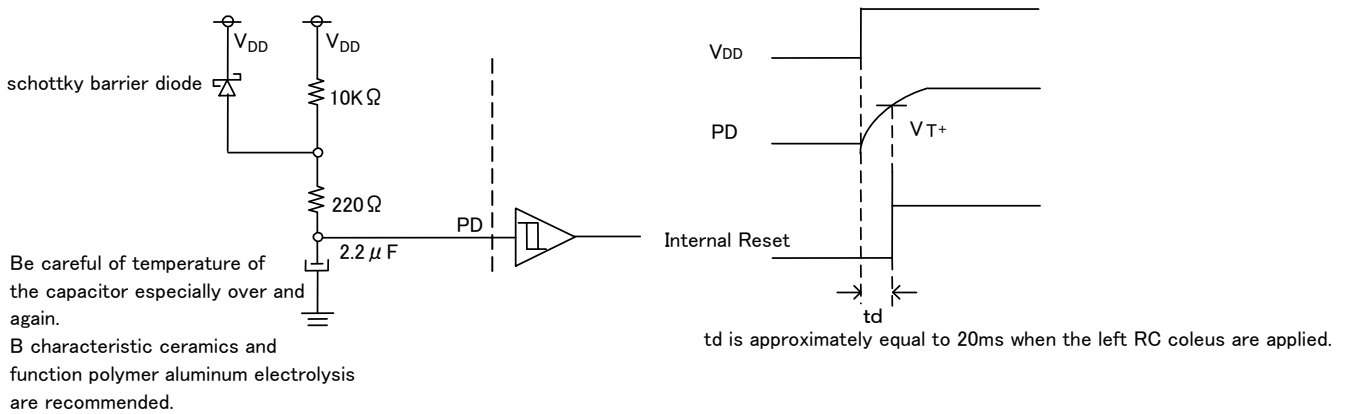 VDD
VDD
schottky barrier diode
10KΩ
220Ω
PD
2.2μF
Be careful of temperature of
the capacitor especially over and
again.
B characteristic ceramics and
function polymer aluminum electrolysis
are recommended.
VDD
PD
VT+
Internal Reset
td
td is approximately equal to 20ms when the left RC coleus are applied.